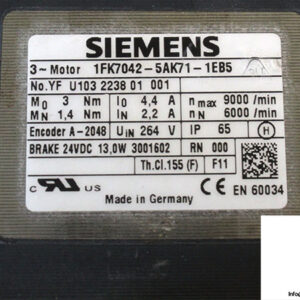 SIEMENS
3~Motor 1FK7042-5AK71-1EB5
No.YF U103 2238 01 001
M0 3 Nm I0 4,4 A n max 9000 /min
MN 1,4 Nm IN 2,2 A nN 6000 /min
Encoder A-2048 UIN 264 V IP 65 H
BRAKE 24VDC 13,0W 3001602 RN 000
Th.Cl.155 (F) F11
c RU US CE EN 60034
Made in Germany